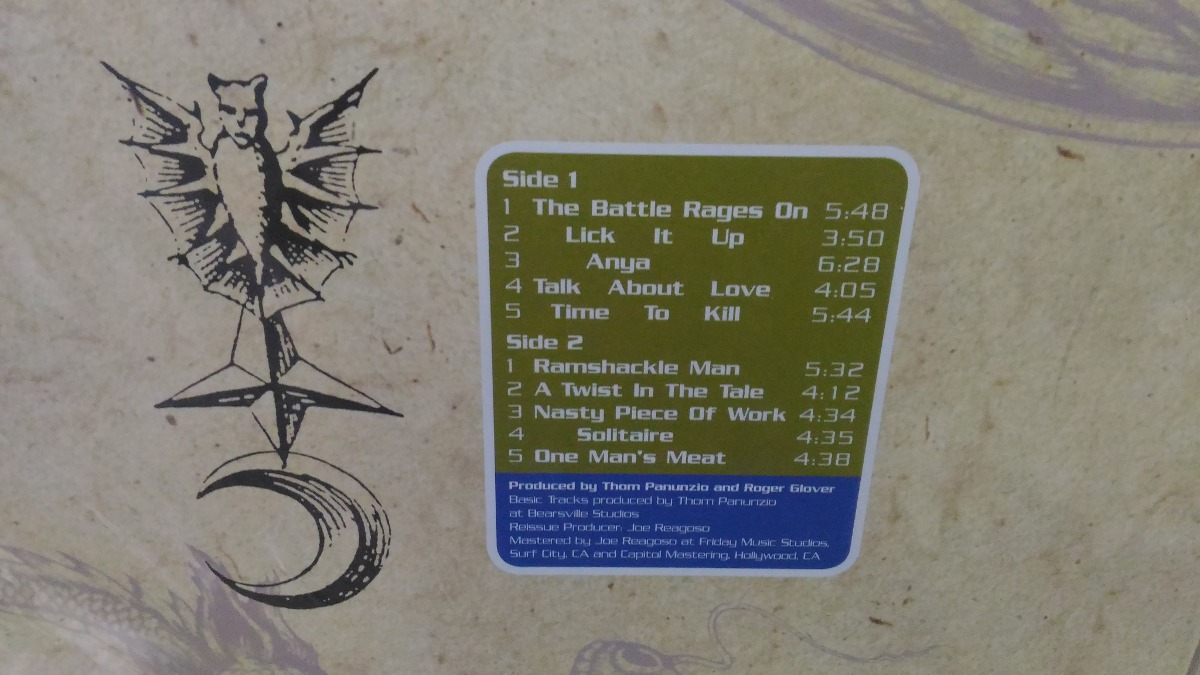 Side 1
1 The Battle Rages On 5:48
2 Lick It Up 3:50
3 Anya 6:28
4 Talk About Love 4:05
5 Time To Kill 5:44
Side 2
1 Ramshackle Man 5:32
2 A Twist In The Tale 4:12
3 Nasty Piece Of Work 4:34
4 Solitaire 4:35
5 One Man's Meat 4:38
Produced by Thom Panunzio and Roger Glover
Basic Tracks produced by Thom Panunzio
at Bearsville Studios
Reissue Producer: Joe Reagoso
Mastered by Joe Reagoso at Friday Music Studios,
Surf City, CA and Capitol Mastering, Hollywood, CA